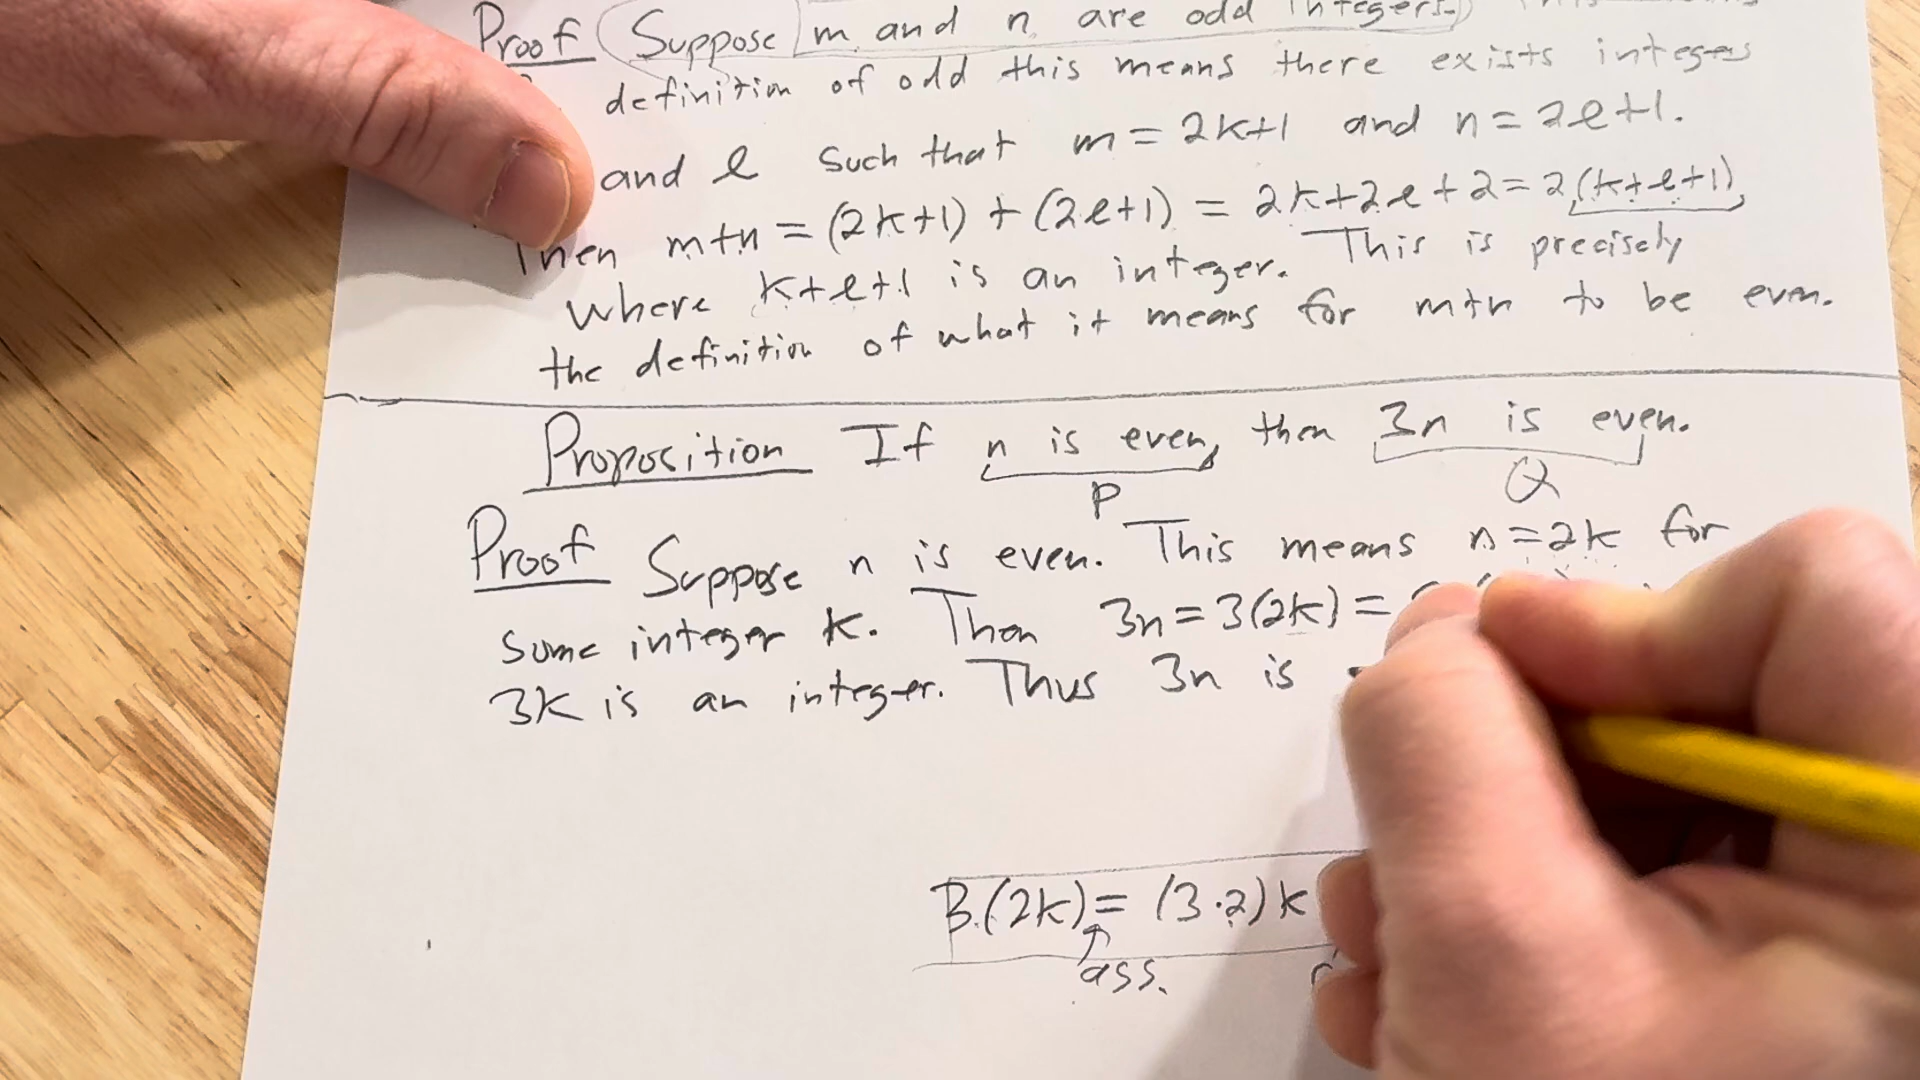 Proof Suppose m and n are odd integers.
definition of odd this means there exists integers
and l such that m = 2k+1 and n = 2l+1.
Then m+n = (2k+1) + (2l+1) = 2k+2l+2 = 2(k+l+1),
where k+l+1 is an integer. This is precisely
the definition of what it means for m+n to be even.
Proposition If n is even, then 3n is even.
P Q
Proof Suppose n is even. This means n=2k for
some integer k. Then 3n = 3(2k) =
3k is an integer. Thus 3n is
3.(2k) = (3·2)k
ass.